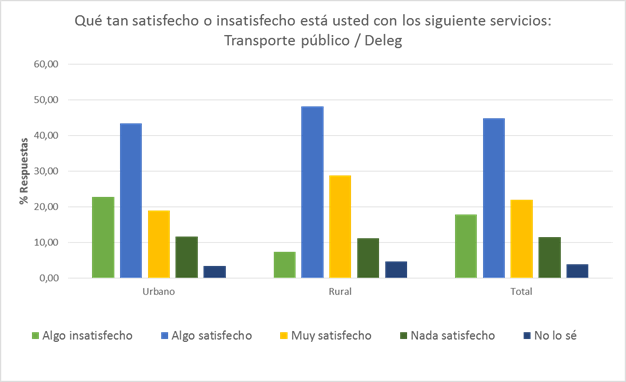 Qué tan satisfecho o insatisfecho está usted con los siguiente servicios:
Transporte público / Deleg
60,00
50,00
40,00
30,00
20,00
10,00
0,00
% Respuestas
Urbano Rural Total
Algo insatisfecho Algo satisfecho Muy satisfecho Nada satisfecho No lo sé